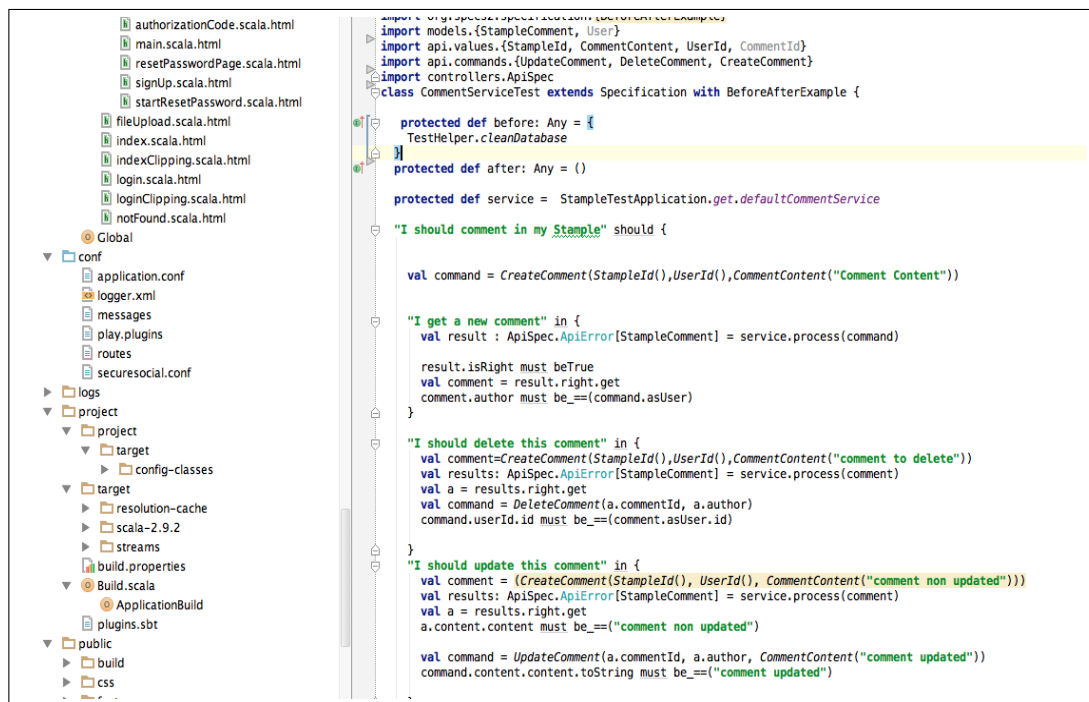 authorizationCode.scala.html
main.scala.html
resetPasswordPage.scala.html
signUp.scala.html
startResetPassword.scala.html
fileUpload.scala.html
index.scala.html
indexClipping.scala.html
login.scala.html
loginClipping.scala.html
notFound.scala.html
Global
conf
application.conf
logger.xml
messages
play.plugins
routes
securesocial.conf
logs
project
project
target
config-classes
target
resolution-cache
scala-2.9.2
streams
build.properties
Build.scala
ApplicationBuild
plugins.sbt
public
build
css
import org.specs2.specification.{BeforeAfterExample}
import models.{StampleComment, User}
import api.values.{StampleId, CommentContent, UserId, CommentId}
import api.commands.{UpdateComment, DeleteComment, CreateComment}
import controllers.ApiSpec
class CommentServiceTest extends Specification with BeforeAfterExample {
protected def before: Any = {
TestHelper.cleanDatabase
}
protected def after: Any = ()
protected def service =  StampleTestApplication.get.defaultCommentService
"I should comment in my Stample" should {
val command = CreateComment(StampleId(),UserId(),CommentContent("Comment Content"))
"I get a new comment" in {
val result : ApiSpec.ApiError[StampleComment] = service.process(command)
result.isRight must beTrue
val comment = result.right.get
comment.author must be_==(command.asUser)
}
"I should delete this comment" in {
val comment=CreateComment(StampleId(),UserId(),CommentContent("comment to delete"))
val results: ApiSpec.ApiError[StampleComment] = service.process(comment)
val a = results.right.get
val command = DeleteComment(a.commentId, a.author)
command.userId.id must be_==(comment.asUser.id)
}
"I should update this comment" in {
val comment = (CreateComment(StampleId(), UserId(), CommentContent("comment non updated")))
val results: ApiSpec.ApiError[StampleComment] = service.process(comment)
val a = results.right.get
a.content.content must be_==("comment non updated")
val command = UpdateComment(a.commentId, a.author, CommentContent("comment updated"))
command.content.content.toString must be_==("comment updated")